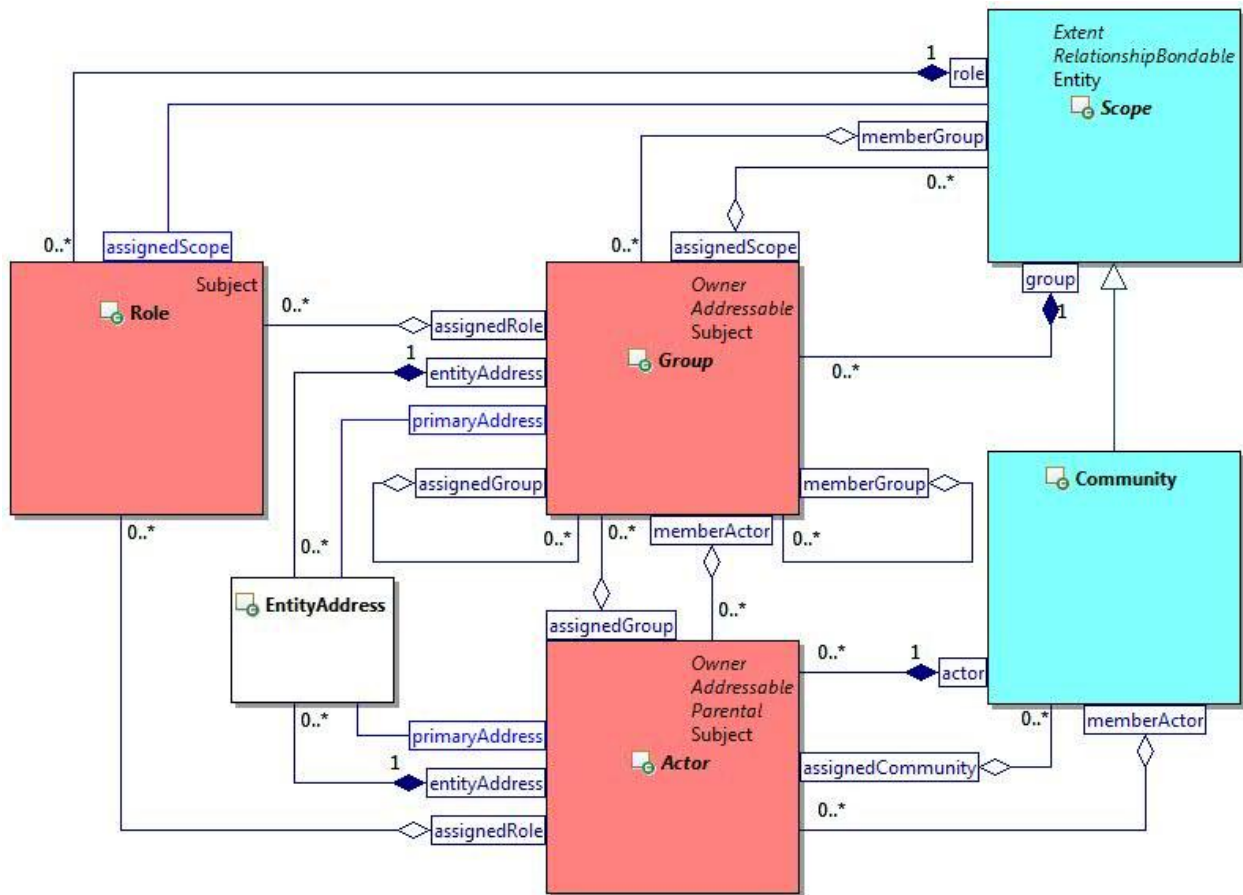 Extent
RelationshipBondable
Entity
Scope
1
role
memberGroup
0..*
0..*
assignedScope
0..*
assignedScope
group
1
Subject
Role
0..*
assignedRole
Owner
Addressable
Subject
Group
1
entityAddress
0..*
primaryAddress
assignedGroup
memberGroup
Community
0..*
0..*
0..*
0..*
memberActor
0..*
0..*
EntityAddress
0..*
assignedGroup
Owner
Addressable
Parental
Subject
Actor
0..*
1
actor
0..*
primaryAddress
0..*
memberActor
1
entityAddress
assignedCommunity
assignedRole
0..*